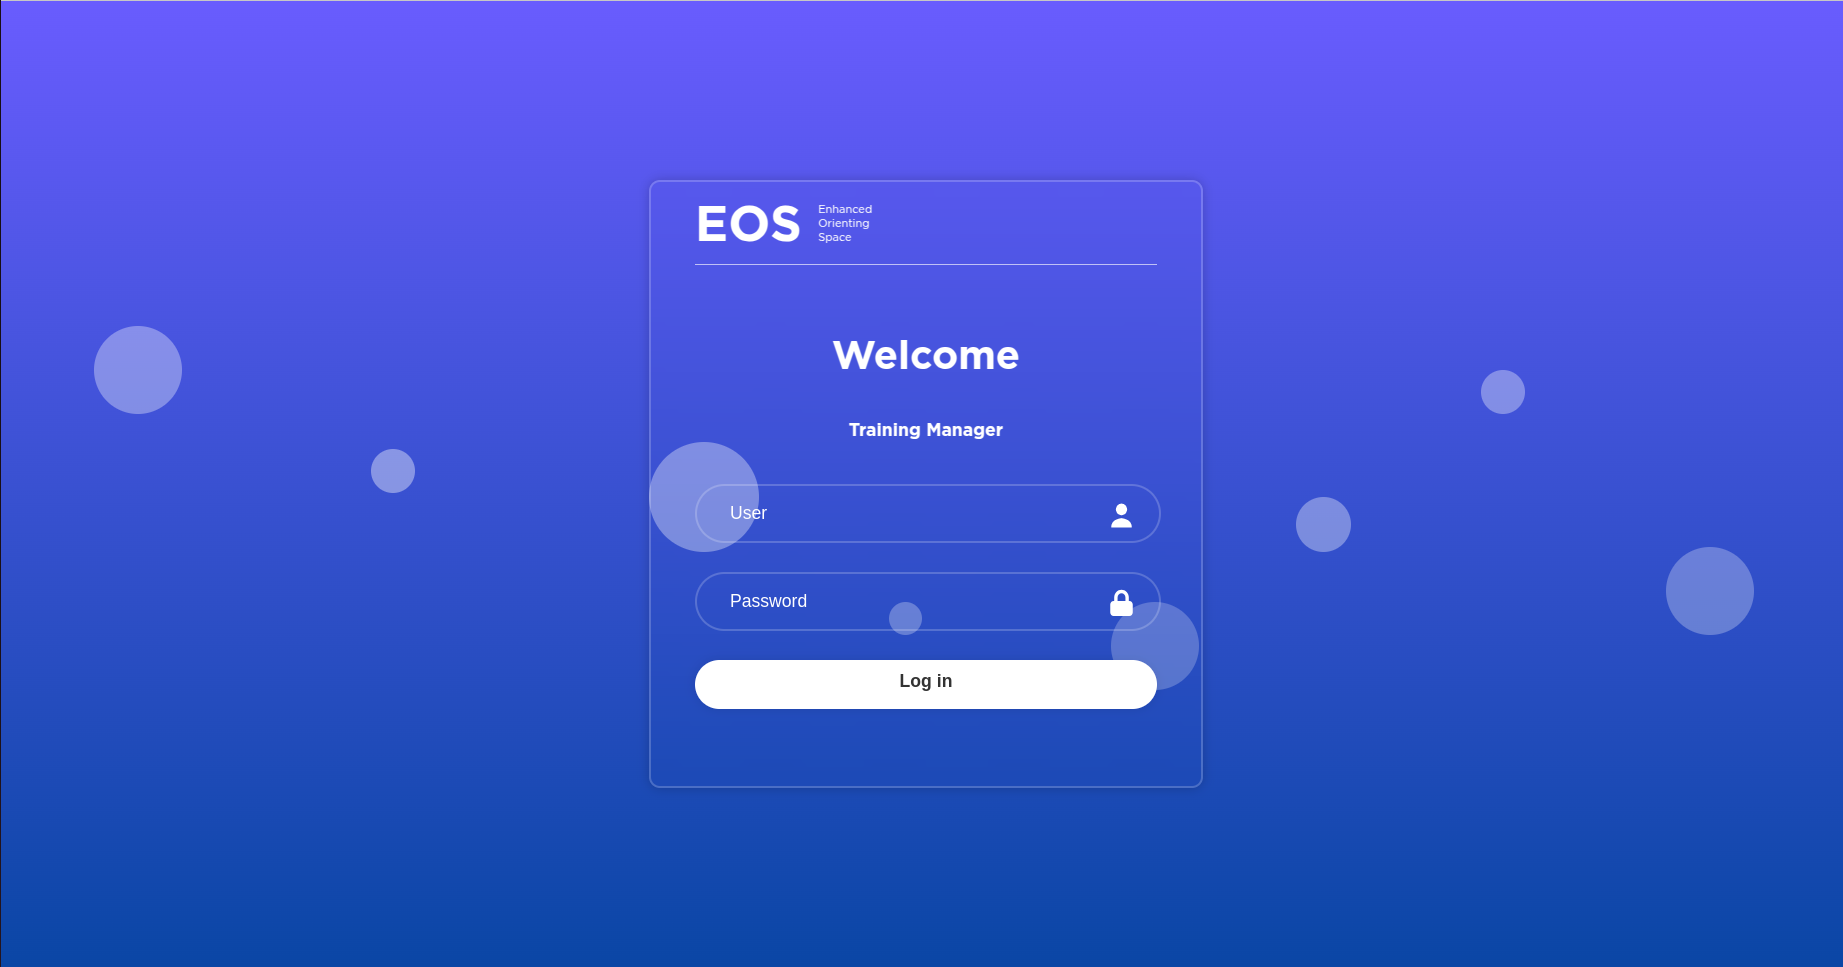 EOS
Enhanced
Orienting
Space
Welcome
Training Manager
User
Password
Log in